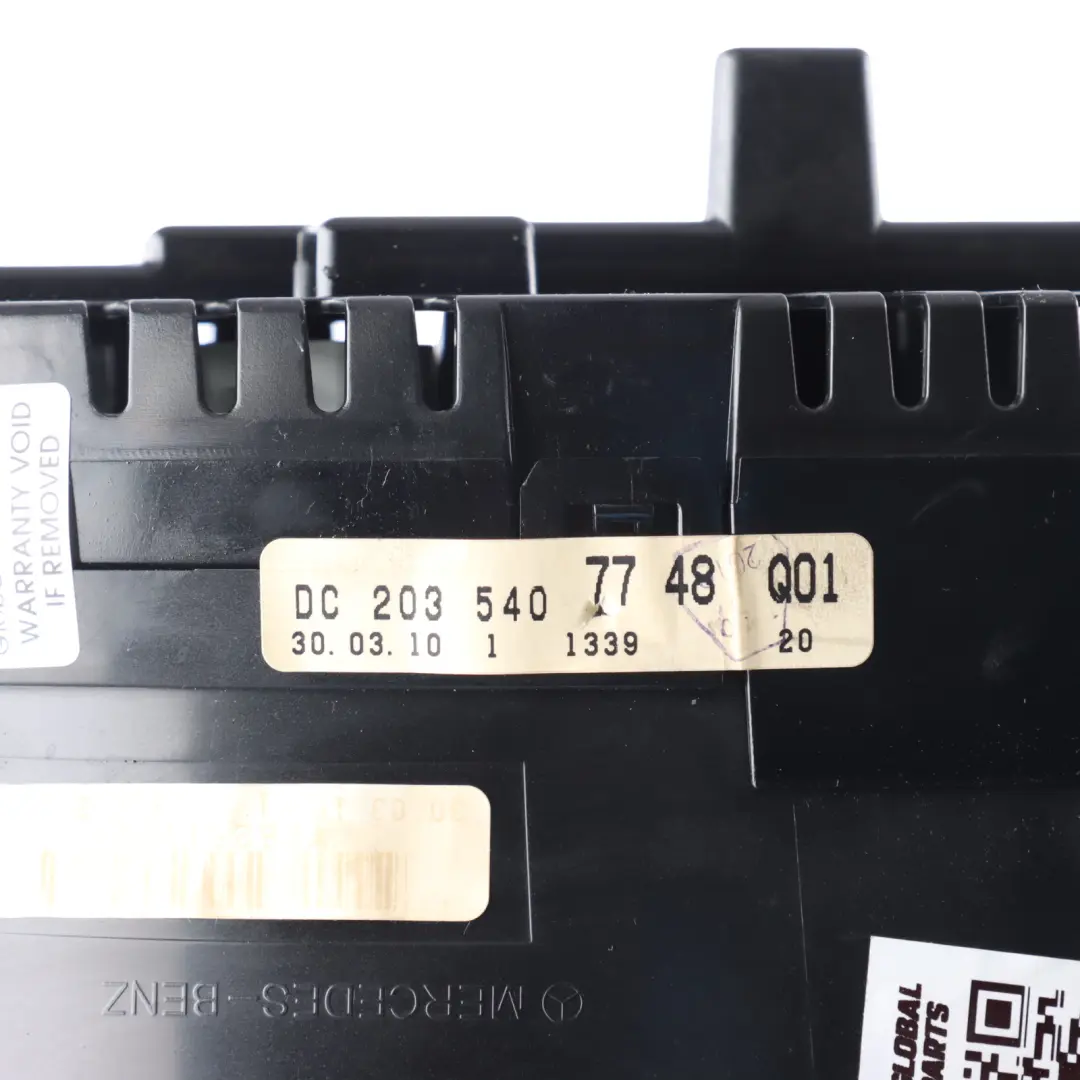 WARRANTY VOID
IF REMOVED
DC 203 540 77 48 Q01
30.03.10 1 1339 20
MERCEDES-BENZ
GLOBAL
PARTS